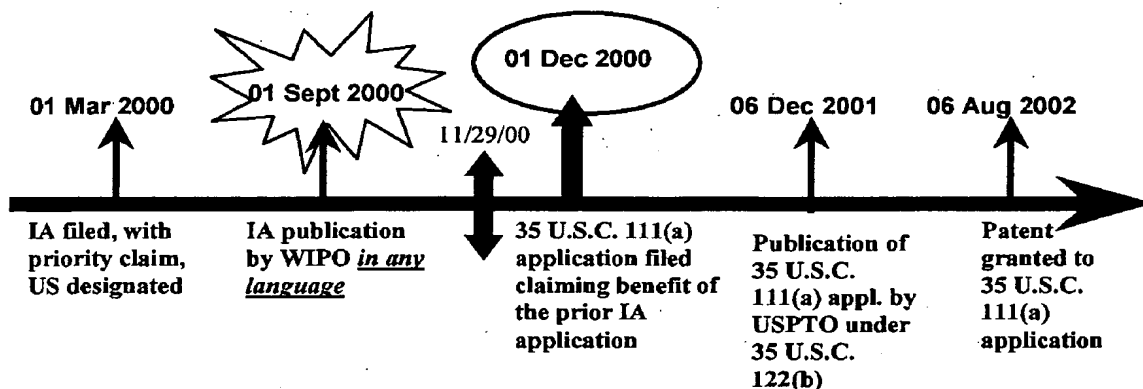 01 Mar 2000
01 Sept 2000
11/29/00
01 Dec 2000
06 Dec 2001
06 Aug 2002
IA filed, with
priority claim,
US designated
IA publication
by WIPO in any
language
35 U.S.C. 111(a)
application filed
claiming benefit of
the prior IA
application
Publication of
35 U.S.C.
111(a) appl. by
USPTO under
35 U.S.C.
122(b)
Patent
granted to
35 U.S.C.
111(a)
application